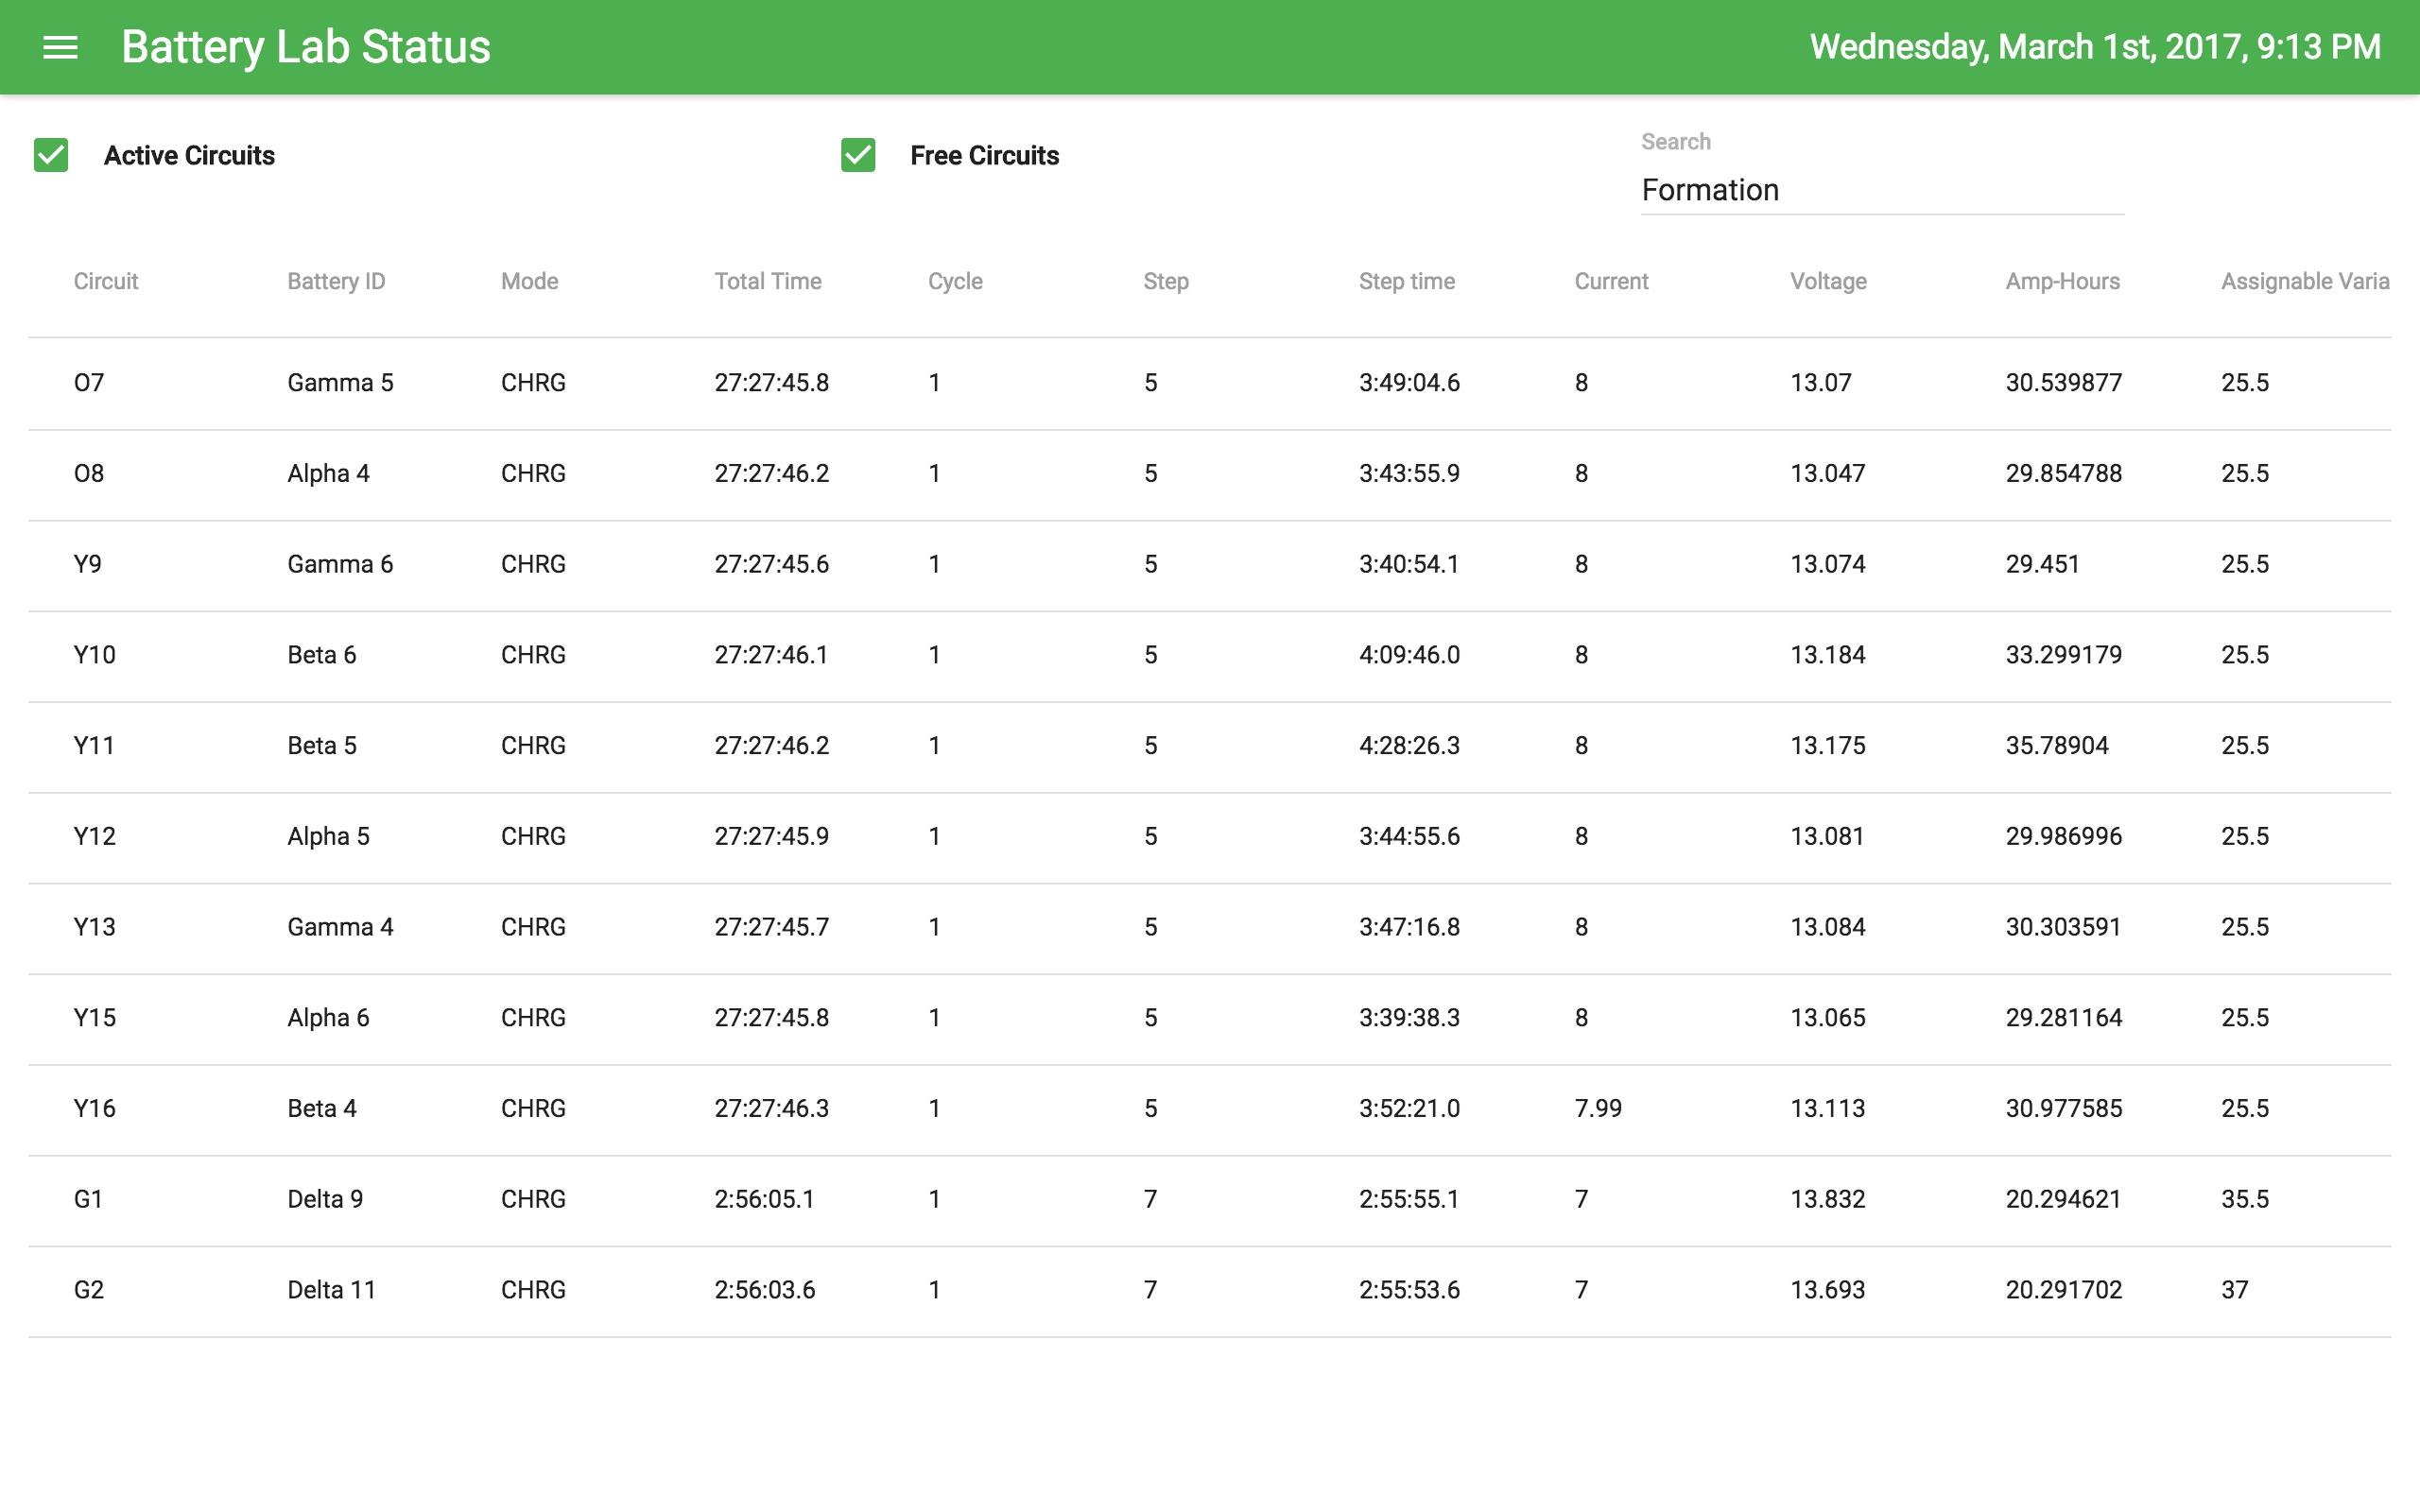 Battery Lab Status Wednesday, March 1st, 2017, 9:13 PM
Active Circuits Free Circuits Search
Formation
Circuit Battery ID Mode Total Time Cycle Step Step time Current Voltage Amp-Hours Assignable Varia
O7 Gamma 5 CHRG 27:27:45.8 1 5 3:49:04.6 8 13.07 30.539877 25.5
O8 Alpha 4 CHRG 27:27:46.2 1 5 3:43:55.9 8 13.047 29.854788 25.5
Y9 Gamma 6 CHRG 27:27:45.6 1 5 3:40:54.1 8 13.074 29.451 25.5
Y10 Beta 6 CHRG 27:27:46.1 1 5 4:09:46.0 8 13.184 33.299179 25.5
Y11 Beta 5 CHRG 27:27:46.2 1 5 4:28:26.3 8 13.175 35.78904 25.5
Y12 Alpha 5 CHRG 27:27:45.9 1 5 3:44:55.6 8 13.081 29.986996 25.5
Y13 Gamma 4 CHRG 27:27:45.7 1 5 3:47:16.8 8 13.084 30.303591 25.5
Y15 Alpha 6 CHRG 27:27:45.8 1 5 3:39:38.3 8 13.065 29.281164 25.5
Y16 Beta 4 CHRG 27:27:46.3 1 5 3:52:21.0 7.99 13.113 30.977585 25.5
G1 Delta 9 CHRG 2:56:05.1 1 7 2:55:55.1 7 13.832 20.294621 35.5
G2 Delta 11 CHRG 2:56:03.6 1 7 2:55:53.6 7 13.693 20.291702 37